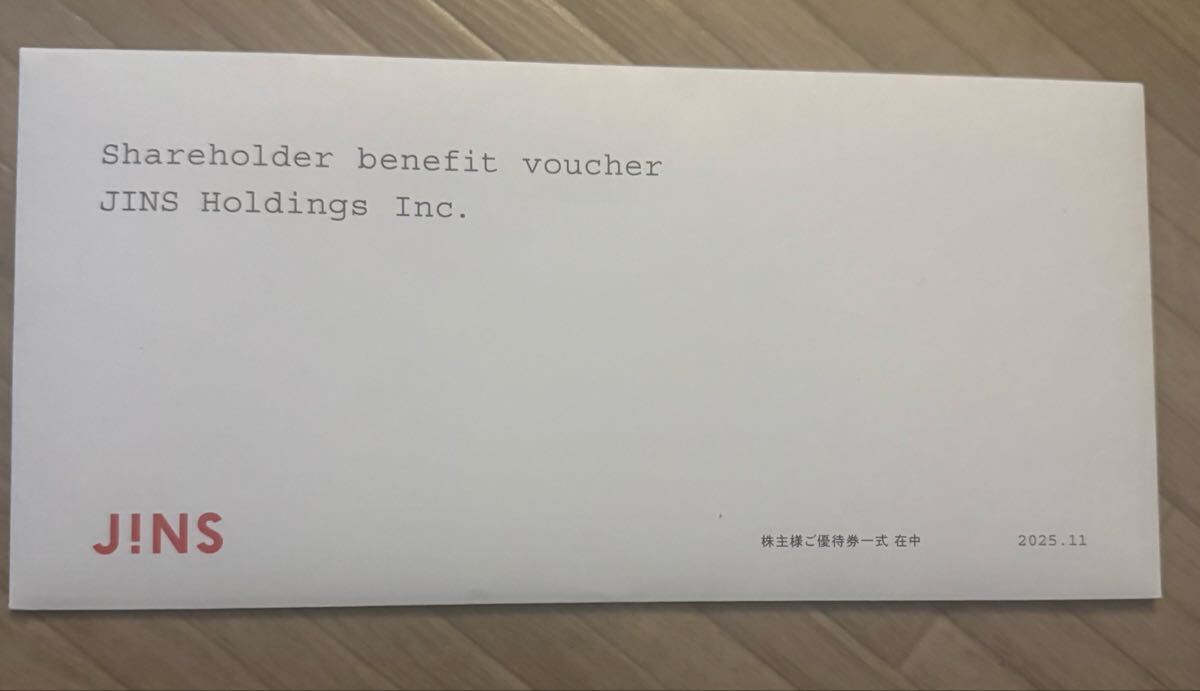 Shareholder benefit voucher
JINS Holdings Inc.
J!NS
株主様ご優待券一式 在中 2025.11